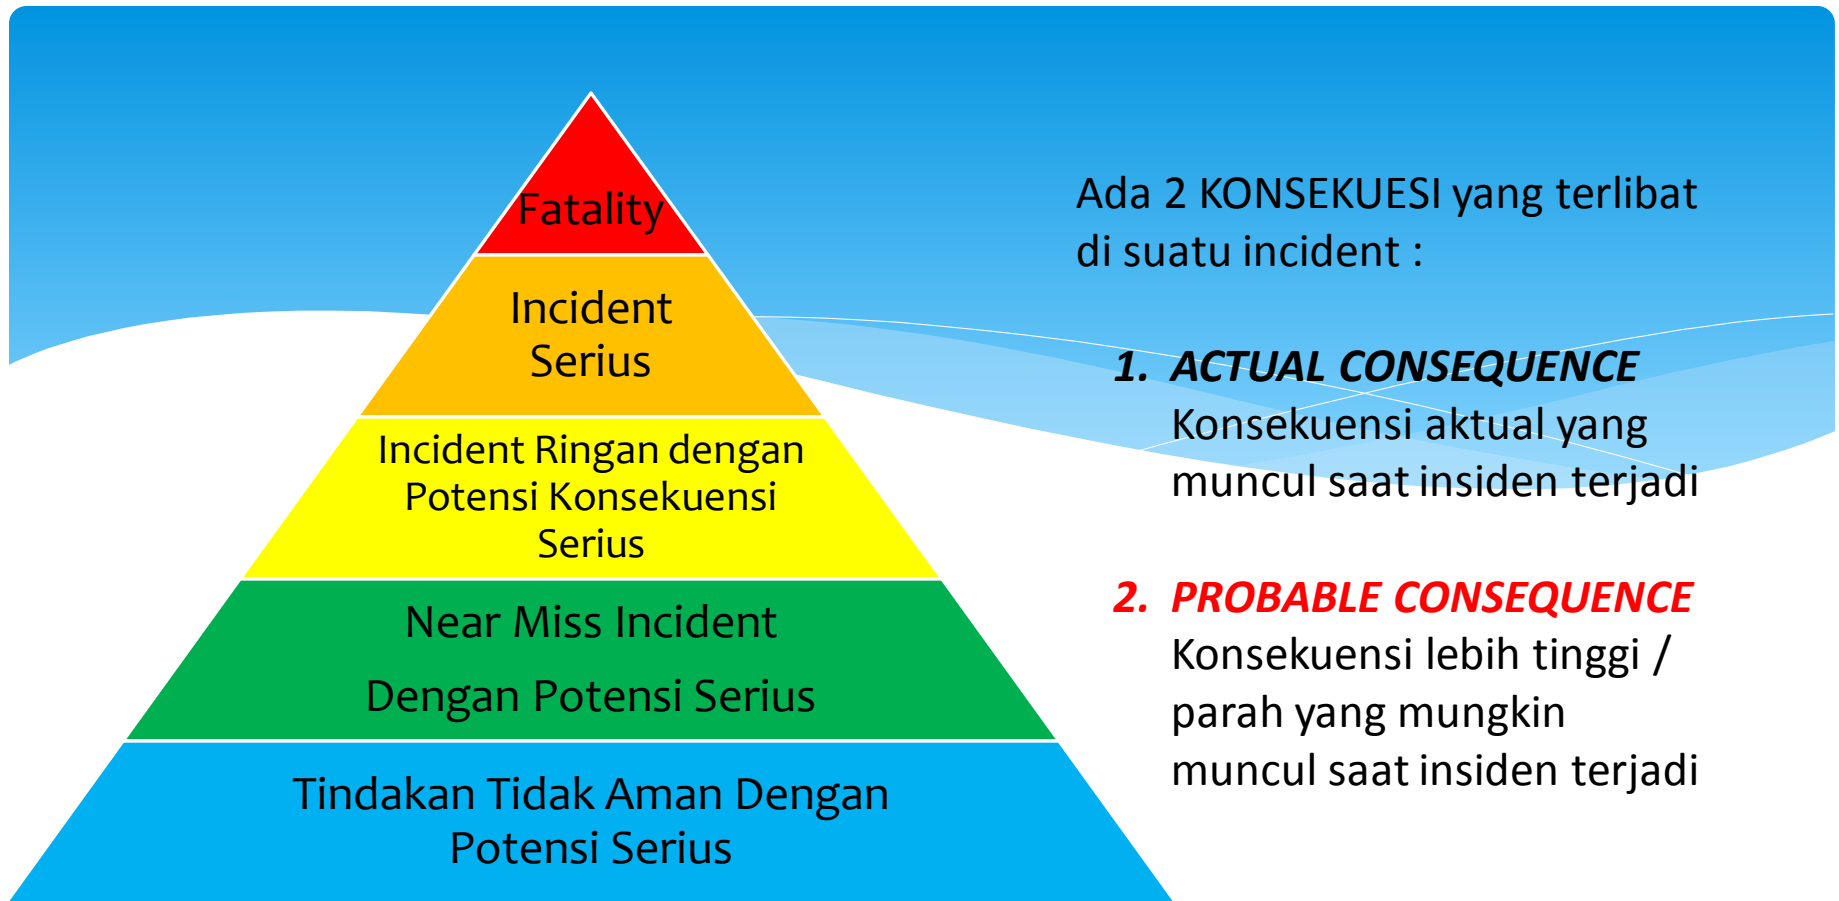 Fatality
Incident
Serius
Incident Ringan dengan
Potensi Konsekuensi
Serius
Near Miss Incident
Dengan Potensi Serius
Tindakan Tidak Aman Dengan
Potensi Serius
Ada 2 KONSEKUESI yang terlibat
di suatu incident :
1. ACTUAL CONSEQUENCE
Konsekuensi aktual yang
muncul saat insiden terjadi
2. PROBABLE CONSEQUENCE
Konsekuensi lebih tinggi /
parah yang mungkin
muncul saat insiden terjadi